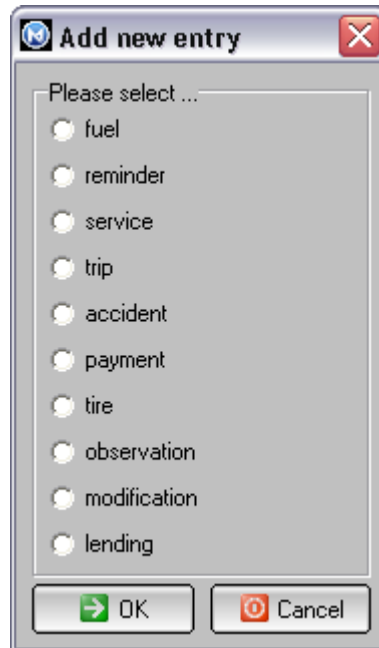 Add new entry
Please select ...
fuel
reminder
service
trip
accident
payment
tire
observation
modification
lending
OK Cancel